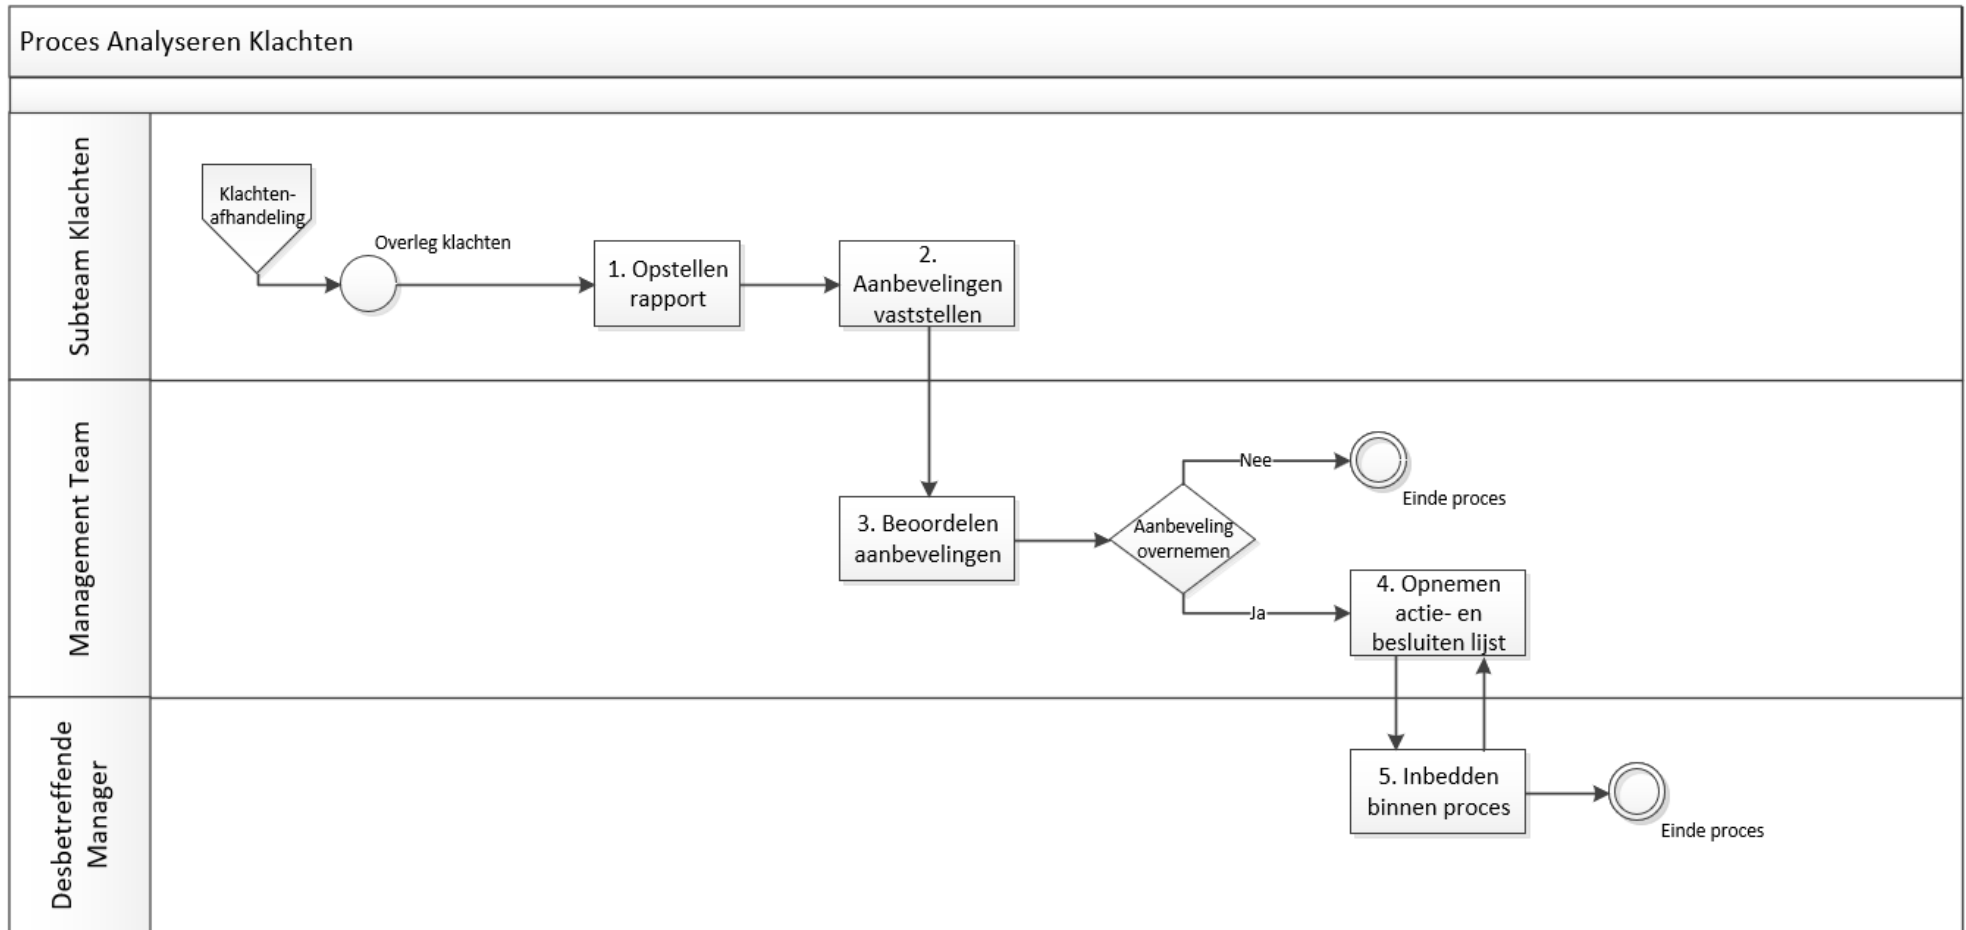 Proces Analyseren Klachten
Subteam Klachten
Klachten-
afhandeling
Overleg klachten
1. Opstellen
rapport
2.
Aanbevelingen
vaststellen
Management Team
3. Beoordelen
aanbevelingen
Aanbeveling
overnemen
Nee
Einde proces
Ja
4. Opnemen
actie- en
besluiten lijst
Desbetreffende
Manager
5. Inbedden
binnen proces
Einde proces